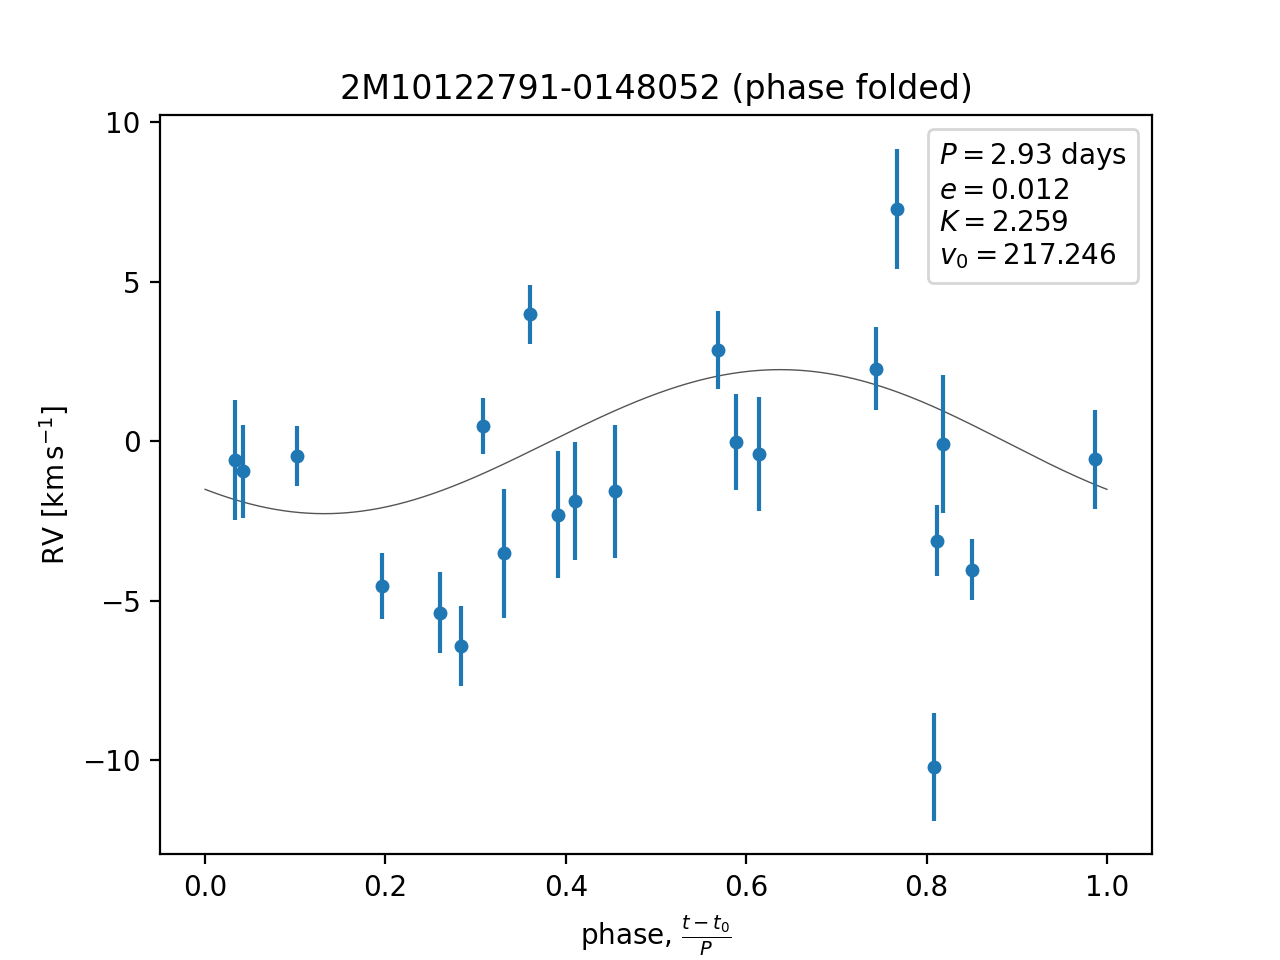 2M10122791-0148052 (phase folded)
P = 2.93 days
e = 0.012
K = 2.259
v₀ = 217.246
10
5
0
−5
−10
RV [km s⁻¹]
0.0 0.2 0.4 0.6 0.8 1.0
phase, (t − t₀)/P